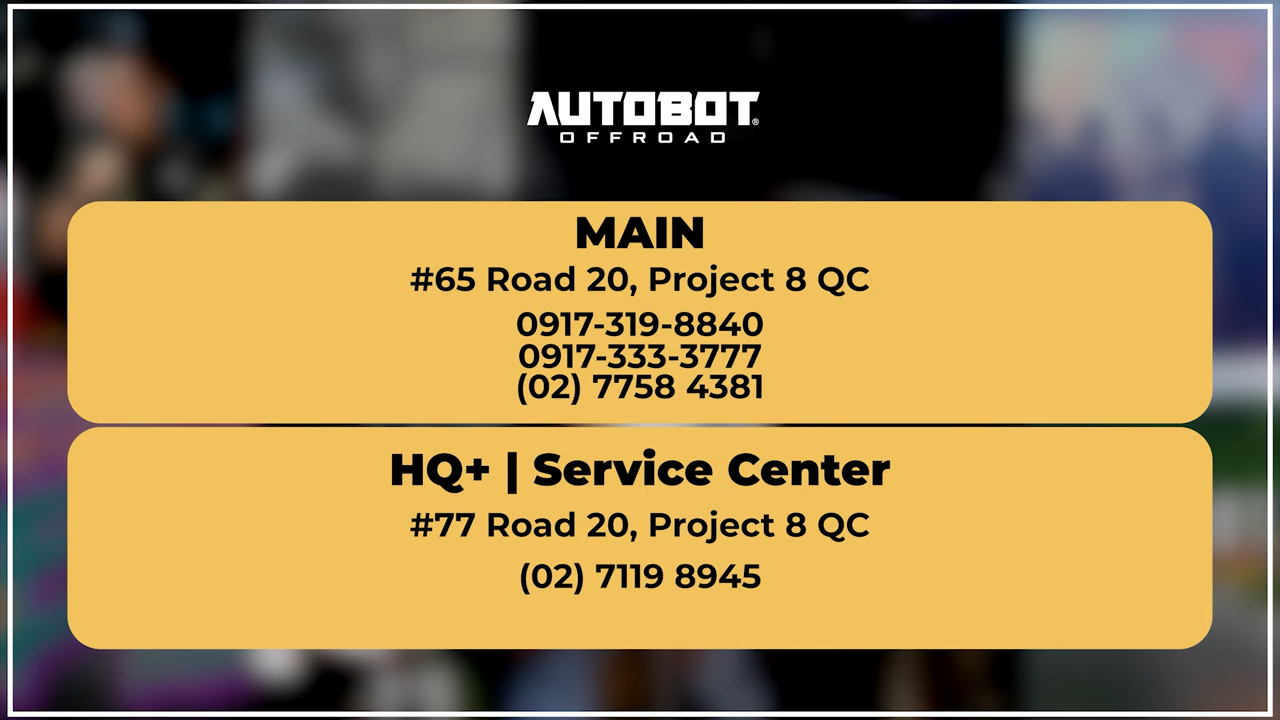 AUTOBOT®
OFFROAD
MAIN
#65 Road 20, Project 8 QC
0917-319-8840
0917-333-3777
(02) 7758 4381
HQ+ | Service Center
#77 Road 20, Project 8 QC
(02) 7119 8945